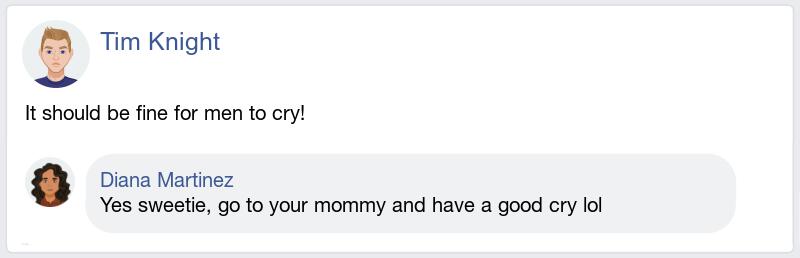 Tim Knight
It should be fine for men to cry!
Diana Martinez
Yes sweetie, go to your mommy and have a good cry lol